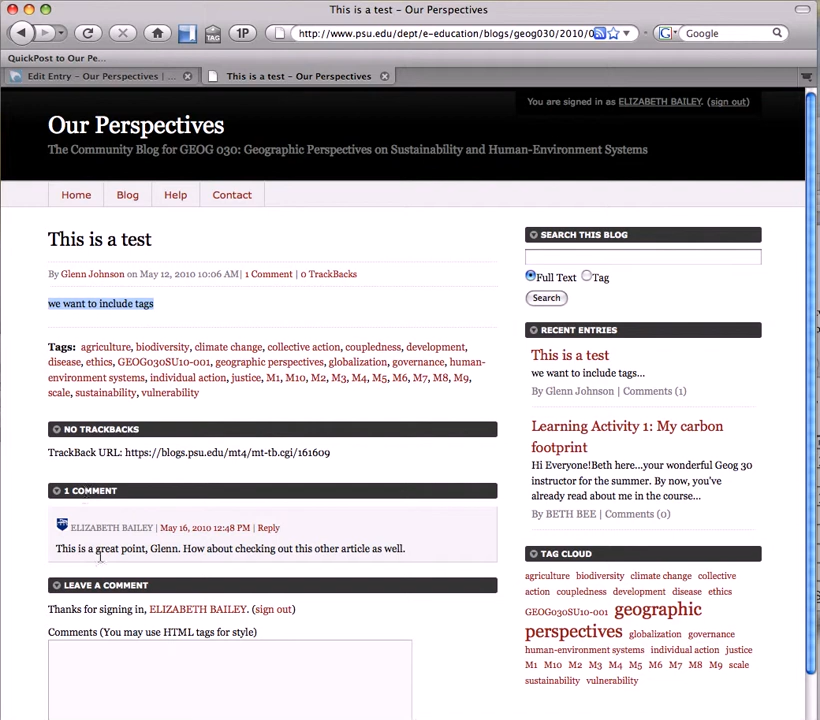 This is a test - Our Perspectives
1P
TAG
http://www.psu.edu/dept/e-education/blogs/geog030/2010/0
Google
QuickPost to Our Pe...
Edit Entry – Our Perspectives | ...
This is a test – Our Perspectives
You are signed in as ELIZABETH BAILEY. (sign out)
Our Perspectives
The Community Blog for GEOG 030: Geographic Perspectives on Sustainability and Human-Environment Systems
Home
Blog
Help
Contact
This is a test
By Glenn Johnson on May 12, 2010 10:06 AM | 1 Comment | 0 TrackBacks
we want to include tags
Tags: agriculture, biodiversity, climate change, collective action, coupledness, development,
disease, ethics, GEOG030SU10-001, geographic perspectives, globalization, governance, human-
environment systems, individual action, justice, M1, M10, M2, M3, M4, M5, M6, M7, M8, M9,
scale, sustainability, vulnerability
NO TRACKBACKS
TrackBack URL: https://blogs.psu.edu/mt4/mt-tb.cgi/161609
1 COMMENT
ELIZABETH BAILEY | May 16, 2010 12:48 PM | Reply
This is a great point, Glenn. How about checking out this other article as well.
LEAVE A COMMENT
Thanks for signing in, ELIZABETH BAILEY. (sign out)
Comments (You may use HTML tags for style)
SEARCH THIS BLOG
Full Text Tag
Search
RECENT ENTRIES
This is a test
we want to include tags...
By Glenn Johnson | Comments (1)
Learning Activity 1: My carbon
footprint
Hi Everyone!Beth here...your wonderful Geog 30
instructor for the summer. By now, you've
already read about me in the course...
By BETH BEE | Comments (0)
TAG CLOUD
agriculture biodiversity climate change collective
action coupledness development disease ethics
GEOG030SU10-001 geographic
perspectives globalization governance
human-environment systems individual action justice
M1 M10 M2 M3 M4 M5 M6 M7 M8 M9 scale
sustainability vulnerability